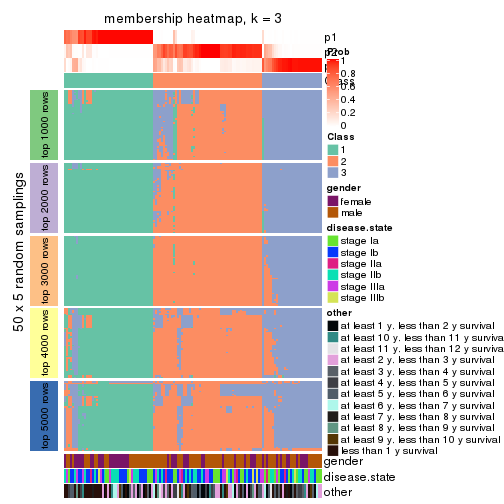 membership heatmap, k = 3
p1
p2
Prob
1
0.8
0.6
0.4
0.2
0
Class
50 x 5 random samplings
top 1000 rows
top 2000 rows
top 3000 rows
top 4000 rows
top 5000 rows
Class
1
2
3
gender
female
male
disease.state
stage Ia
stage Ib
stage IIa
stage IIb
stage IIIa
stage IIIb
other
at least 1 y. less than 2 y survival
at least 10 y. less than 11 y surviva
at least 11 y. less than 12 y surviva
at least 2 y. less than 3 y survival
at least 3 y. less than 4 y survival
at least 4 y. less than 5 y survival
at least 5 y. less than 6 y survival
at least 6 y. less than 7 y survival
at least 7 y. less than 8 y survival
at least 8 y. less than 9 y survival
at least 9 y. less than 10 y survival
less than 1 y survival
gender
disease.state
other